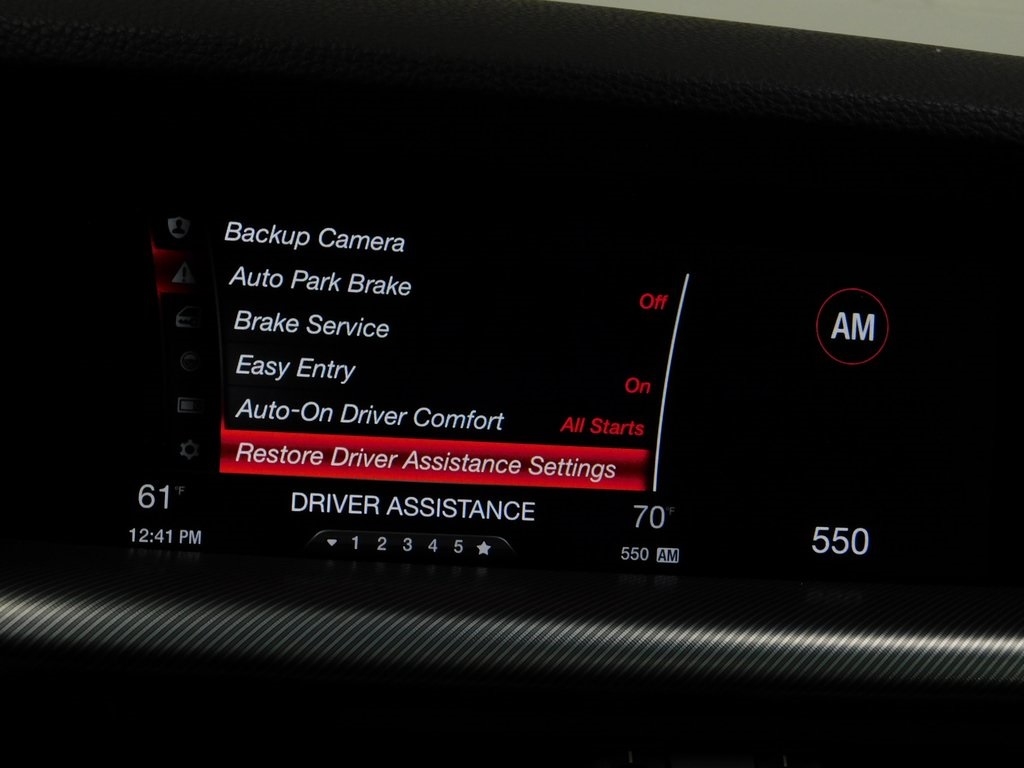 Backup Camera
Auto Park Brake Off
Brake Service
Easy Entry On
Auto-On Driver Comfort All Starts
Restore Driver Assistance Settings
AM
61°F
DRIVER ASSISTANCE
70°F
12:41 PM
1 2 3 4 5
550 AM
550